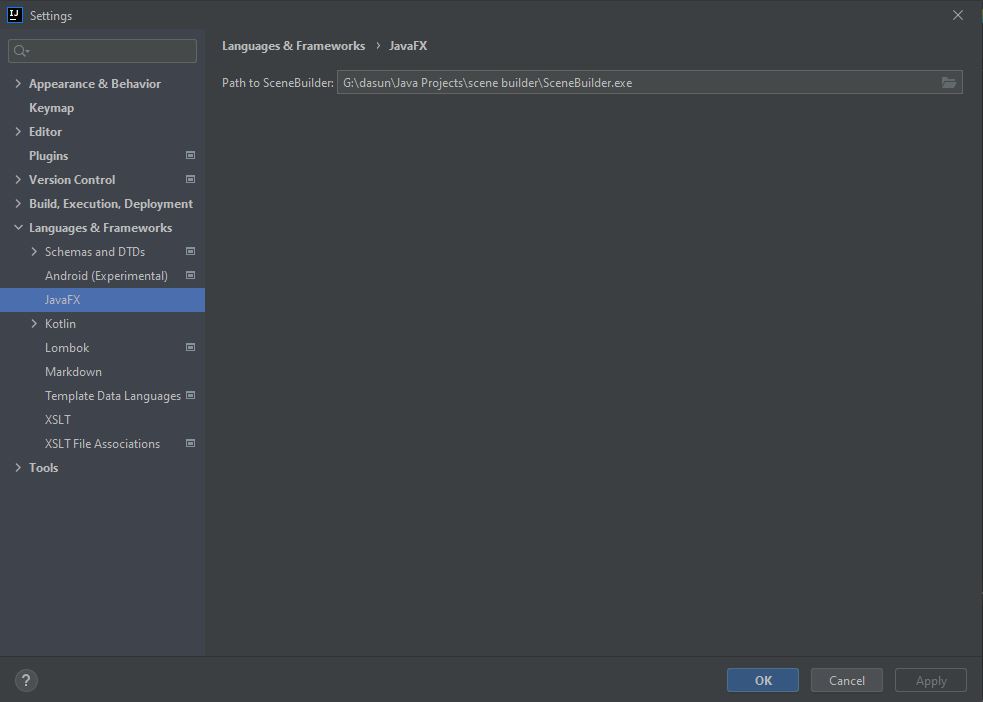 IJ
Settings
Appearance & Behavior
Keymap
Editor
Plugins
Version Control
Build, Execution, Deployment
Languages & Frameworks
Schemas and DTDs
Android (Experimental)
JavaFX
Kotlin
Lombok
Markdown
Template Data Languages
XSLT
XSLT File Associations
Tools
Languages & Frameworks › JavaFX
Path to SceneBuilder: G:\dasun\Java Projects\scene builder\SceneBuilder.exe
?
OK Cancel Apply